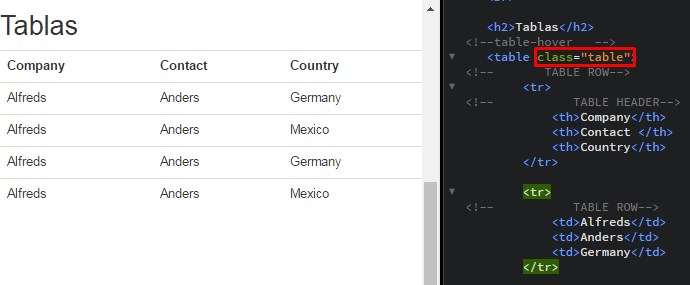 Tablas
Company Contact Country
Alfreds Anders Germany
Alfreds Anders Mexico
Alfreds Anders Germany
Alfreds Anders Mexico
<h2>Tablas</h2>
<!--table-hover -->
<table class="table">
<!-- TABLE ROW-->
<tr>
<!-- TABLE HEADER-->
<th>Company</th>
<th>Contact </th>
<th>Country</th>
</tr>
<tr>
<!-- TABLE ROW-->
<td>Alfreds</td>
<td>Anders</td>
<td>Germany</td>
</tr>